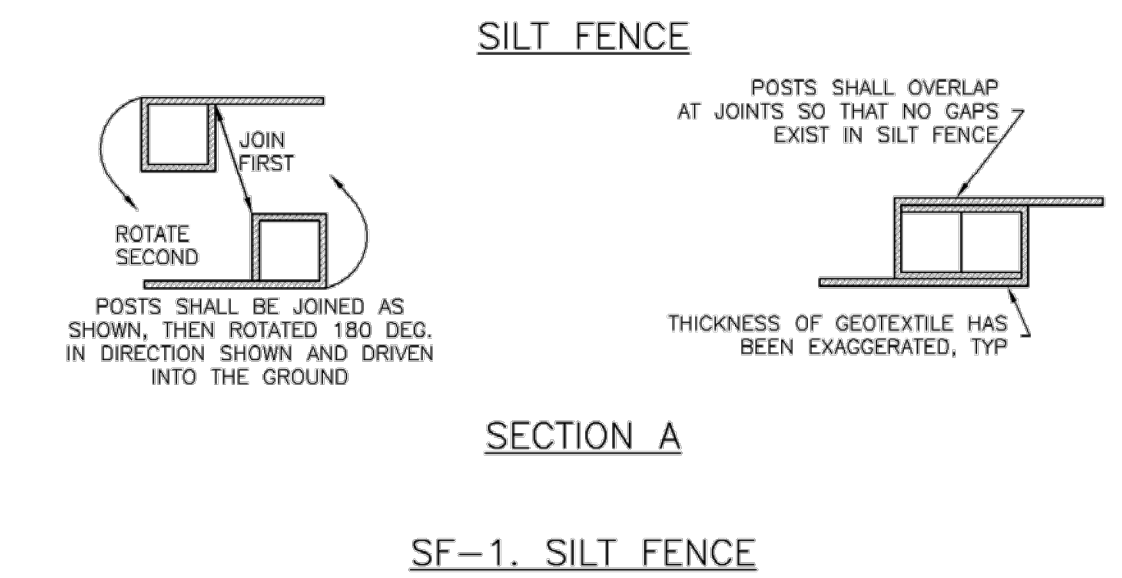 SILT FENCE
JOIN
FIRST
ROTATE
SECOND
POSTS SHALL BE JOINED AS
SHOWN, THEN ROTATED 180 DEG.
IN DIRECTION SHOWN AND DRIVEN
INTO THE GROUND
POSTS SHALL OVERLAP
AT JOINTS SO THAT NO GAPS
EXIST IN SILT FENCE
THICKNESS OF GEOTEXTILE HAS
BEEN EXAGGERATED, TYP
SECTION A
SF-1. SILT FENCE